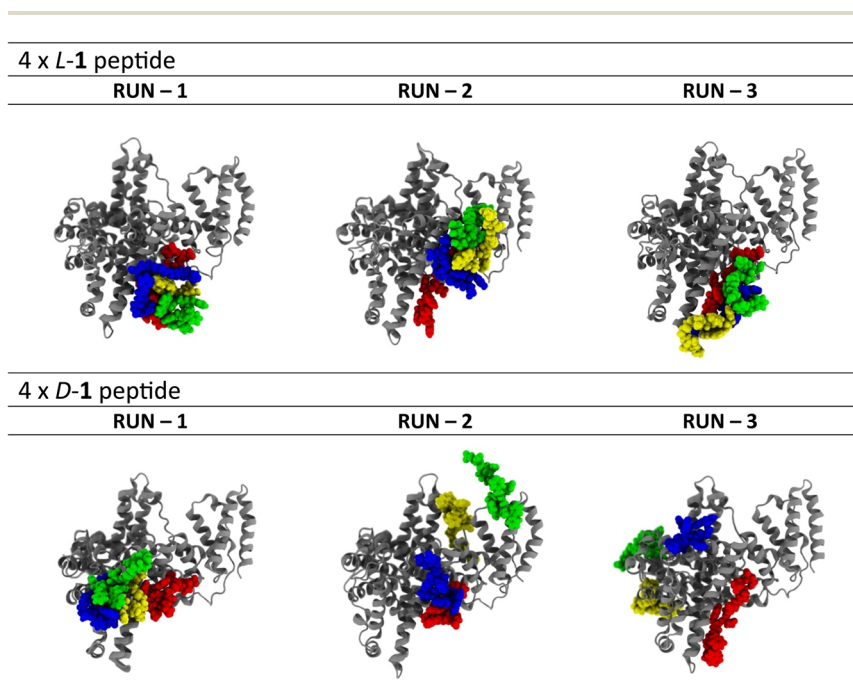 4 x L-1 peptide
RUN – 1 RUN – 2 RUN – 3
4 x D-1 peptide
RUN – 1 RUN – 2 RUN – 3